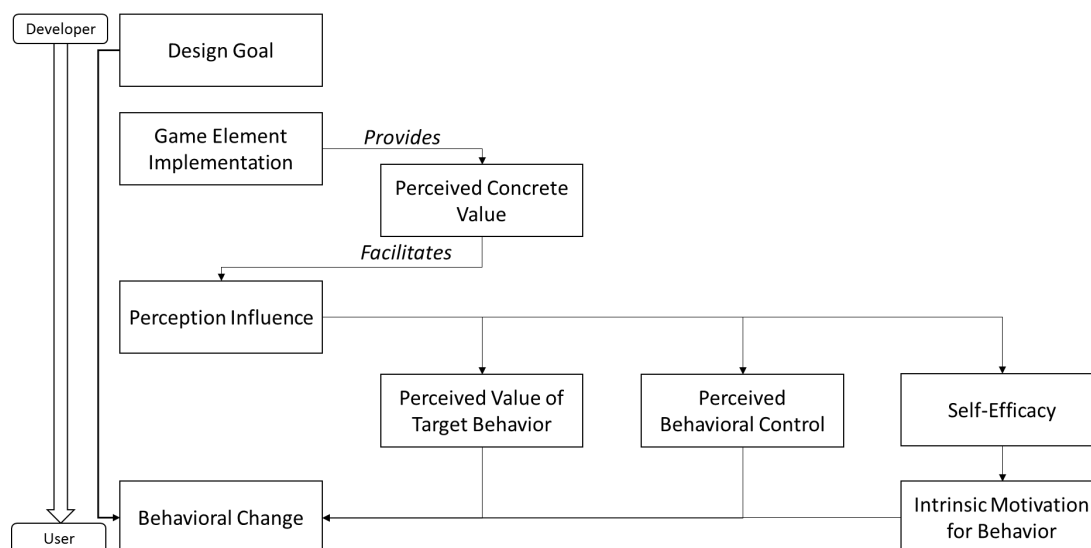 Developer
Design Goal
Game Element
Implementation
Provides
Perceived Concrete
Value
Facilitates
Perception Influence
Perceived Value of
Target Behavior
Perceived
Behavioral Control
Self-Efficacy
Behavioral Change
Intrinsic Motivation
for Behavior
User